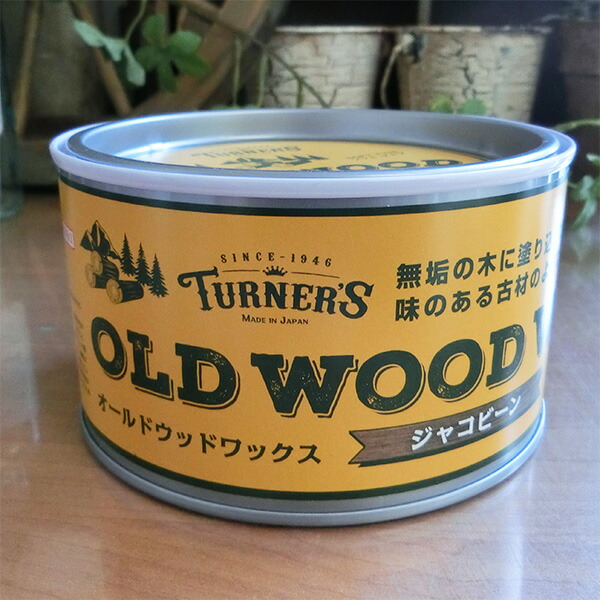 SINCE-1946
TURNER'S
MADE IN JAPAN
無垢の木に塗り込
味のある古材のよ
OLD WOOD W
オールドウッドワックス
ジャコビーン